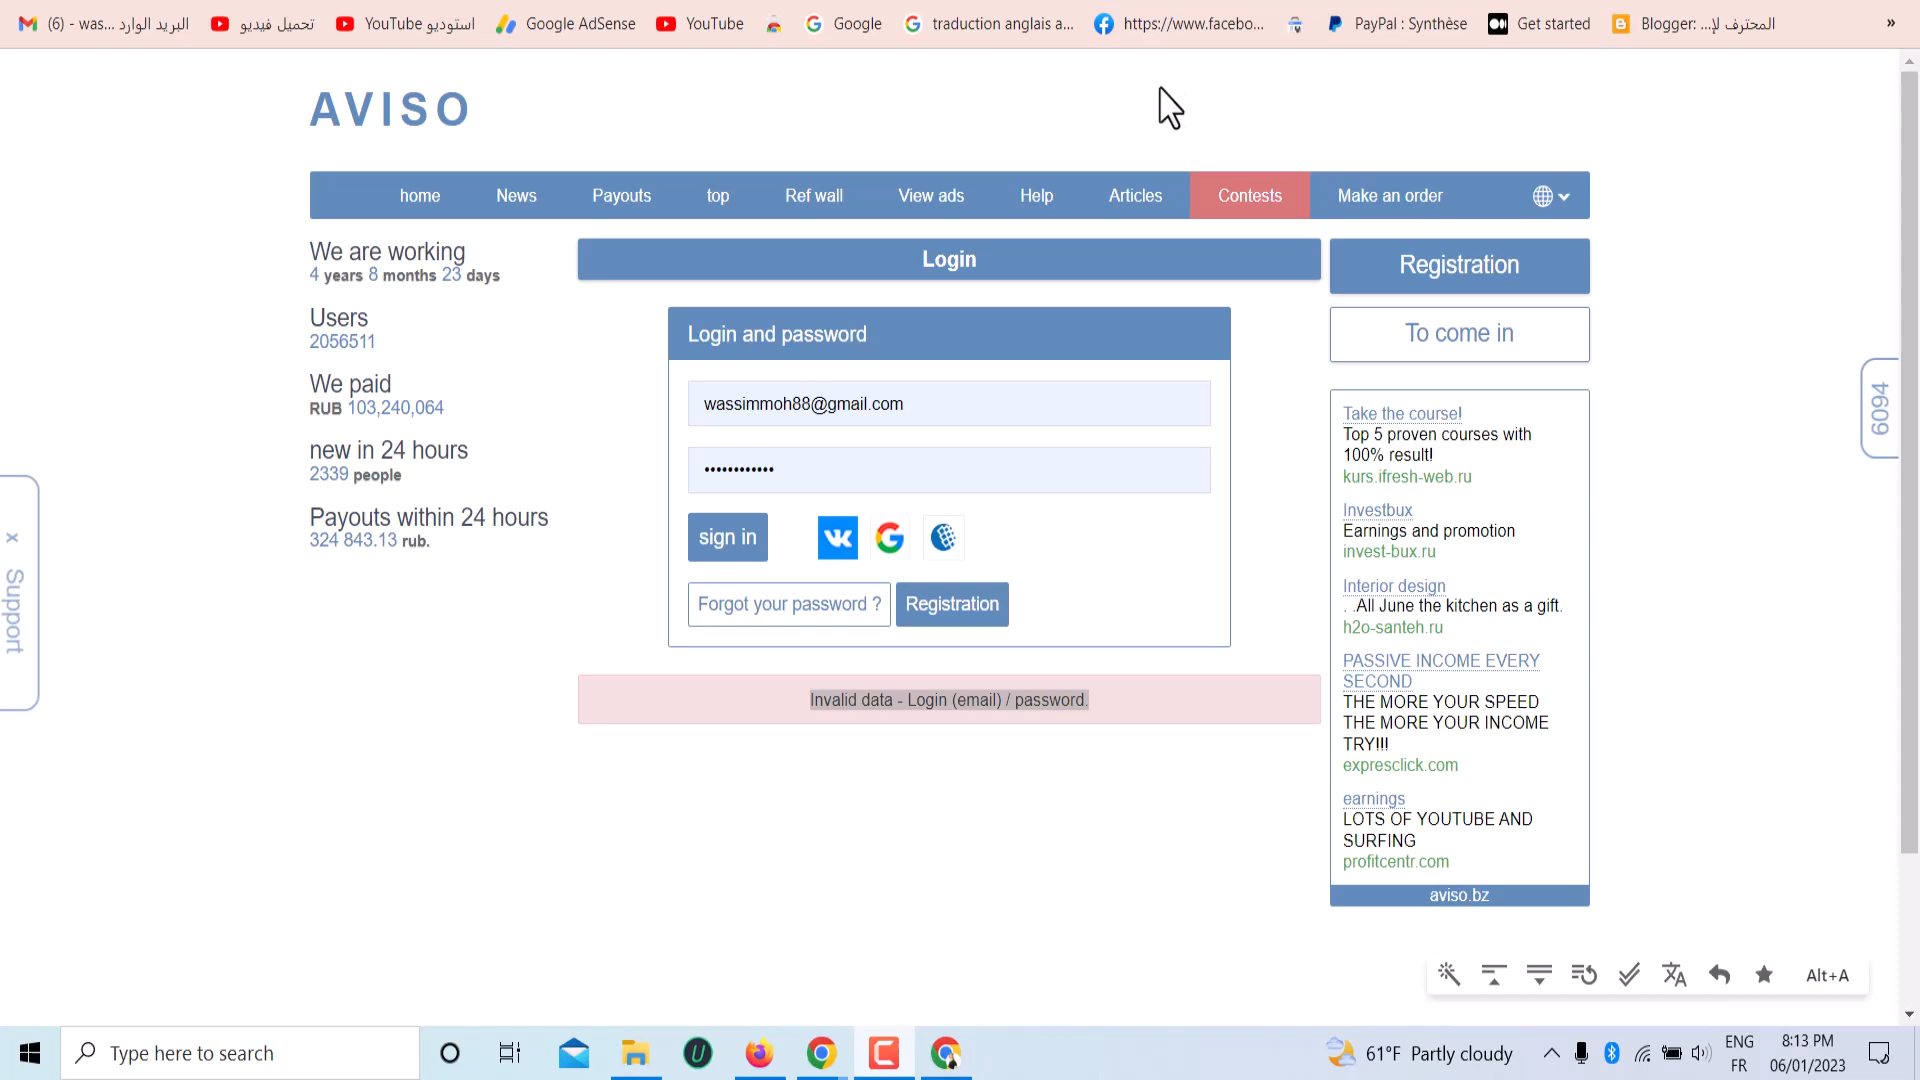 (6) - was... البريد الوارد
تحميل فيديو
استوديو YouTube
Google AdSense
YouTube
Google
traduction anglais a...
https://www.facebo...
PayPal : Synthèse
Get started
Blogger: ...المحترف لإ
»
AVISO
home
News
Payouts
top
Ref wall
View ads
Help
Articles
Contests
Make an order
We are working
4 years 8 months 23 days
Users
2056511
We paid
RUB 103,240,064
new in 24 hours
2339 people
Payouts within 24 hours
324 843.13 rub.
x Support
Login
Login and password
wassimmoh88@gmail.com
••••••••••••
sign in
Forgot your password ?
Registration
Invalid data - Login (email) / password.
Registration
To come in
Take the course!
Top 5 proven courses with
100% result!
kurs.ifresh-web.ru
Investbux
Earnings and promotion
invest-bux.ru
Interior design
. .All June the kitchen as a gift.
h2o-santeh.ru
PASSIVE INCOME EVERY
SECOND
THE MORE YOUR SPEED
THE MORE YOUR INCOME
TRY!!!
expresclick.com
earnings
LOTS OF YOUTUBE AND
SURFING
profitcentr.com
aviso.bz
6094
Alt+A
Type here to search
61°F Partly cloudy
ENG
FR
8:13 PM
06/01/2023